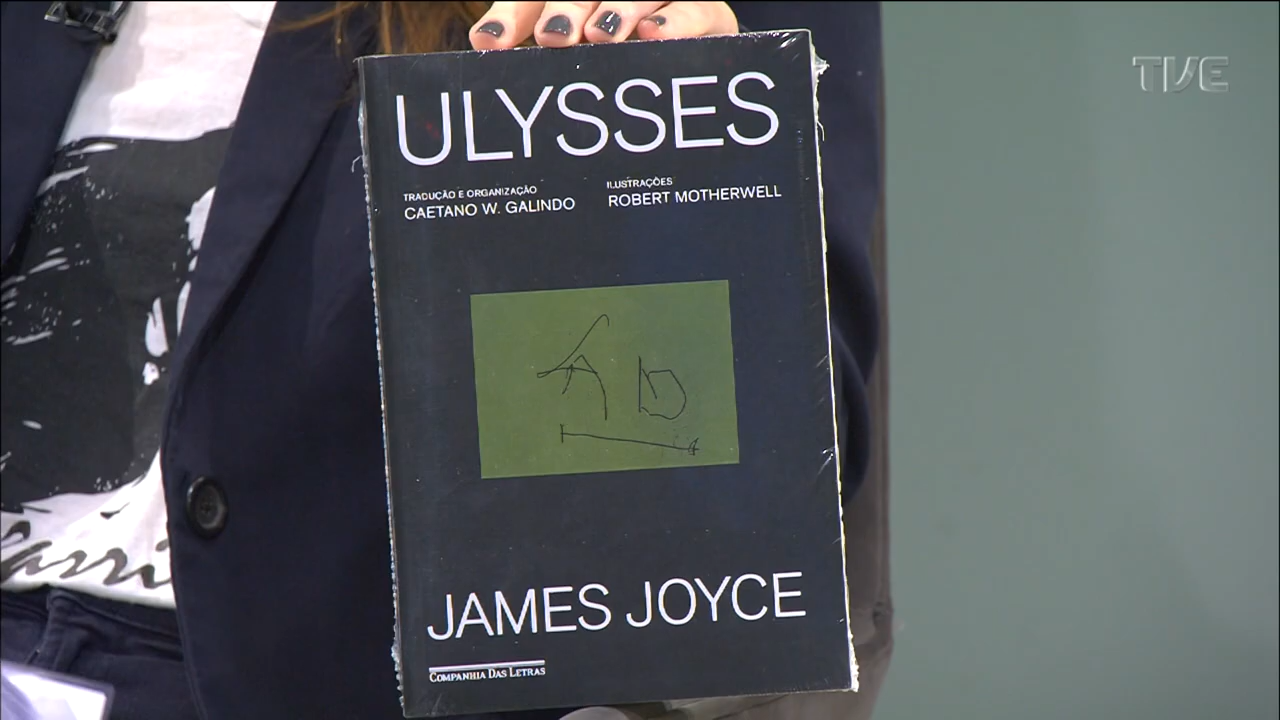 TVE
ULYSSES
TRADUÇÃO E ORGANIZAÇÃO
CAETANO W. GALINDO
ILUSTRAÇÕES
ROBERT MOTHERWELL
JAMES JOYCE
COMPANHIA DAS LETRAS